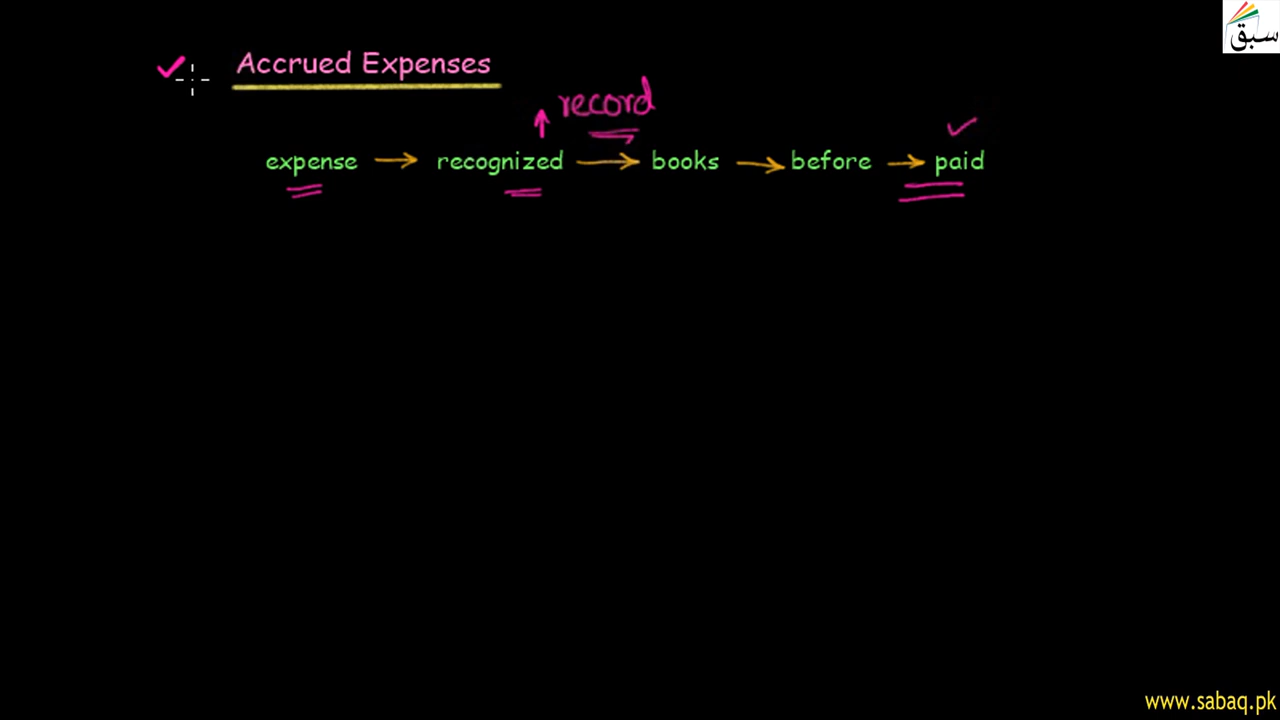 سبق
Accrued Expenses
record
expense → recognized → books → before → paid
www.sabaq.pk